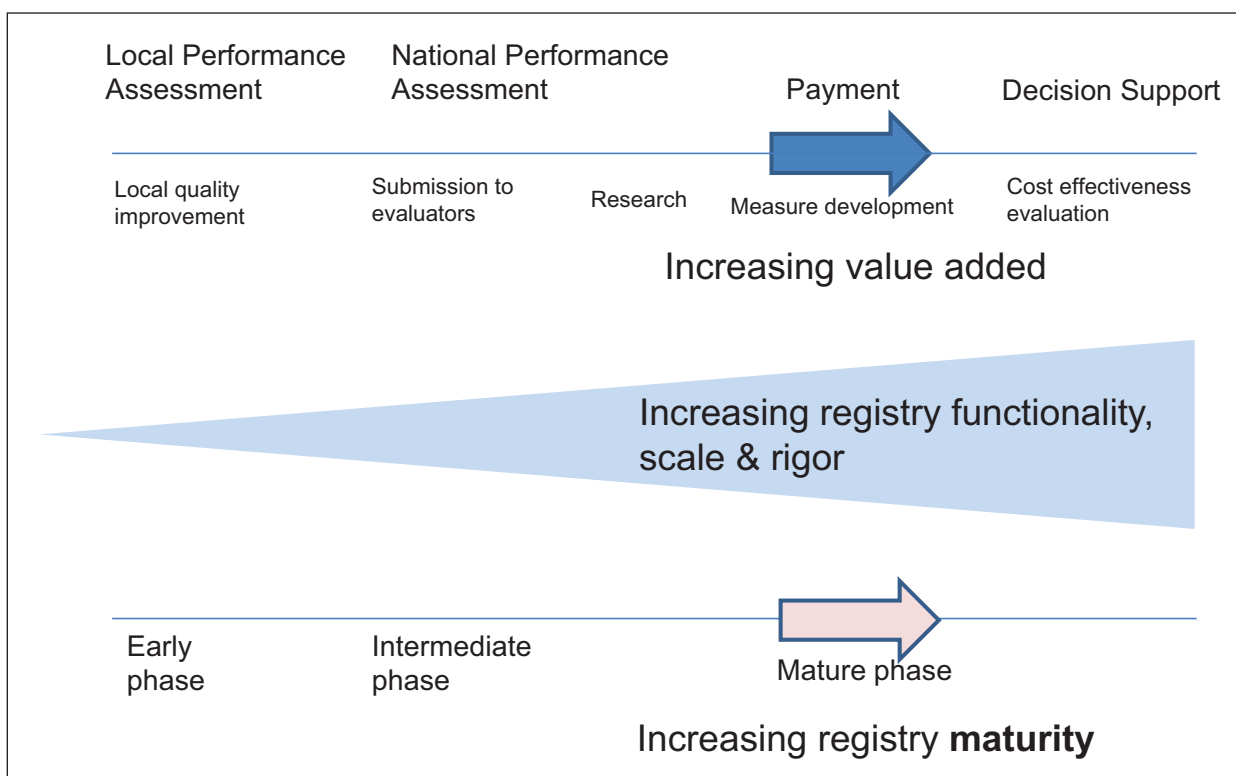 Local Performance
Assessment
National Performance
Assessment
Payment
Decision Support
Local quality
improvement
Submission to
evaluators
Research
Measure development
Cost effectiveness
evaluation
Increasing value added
Increasing registry functionality,
scale & rigor
Early
phase
Intermediate
phase
Mature phase
Increasing registry maturity